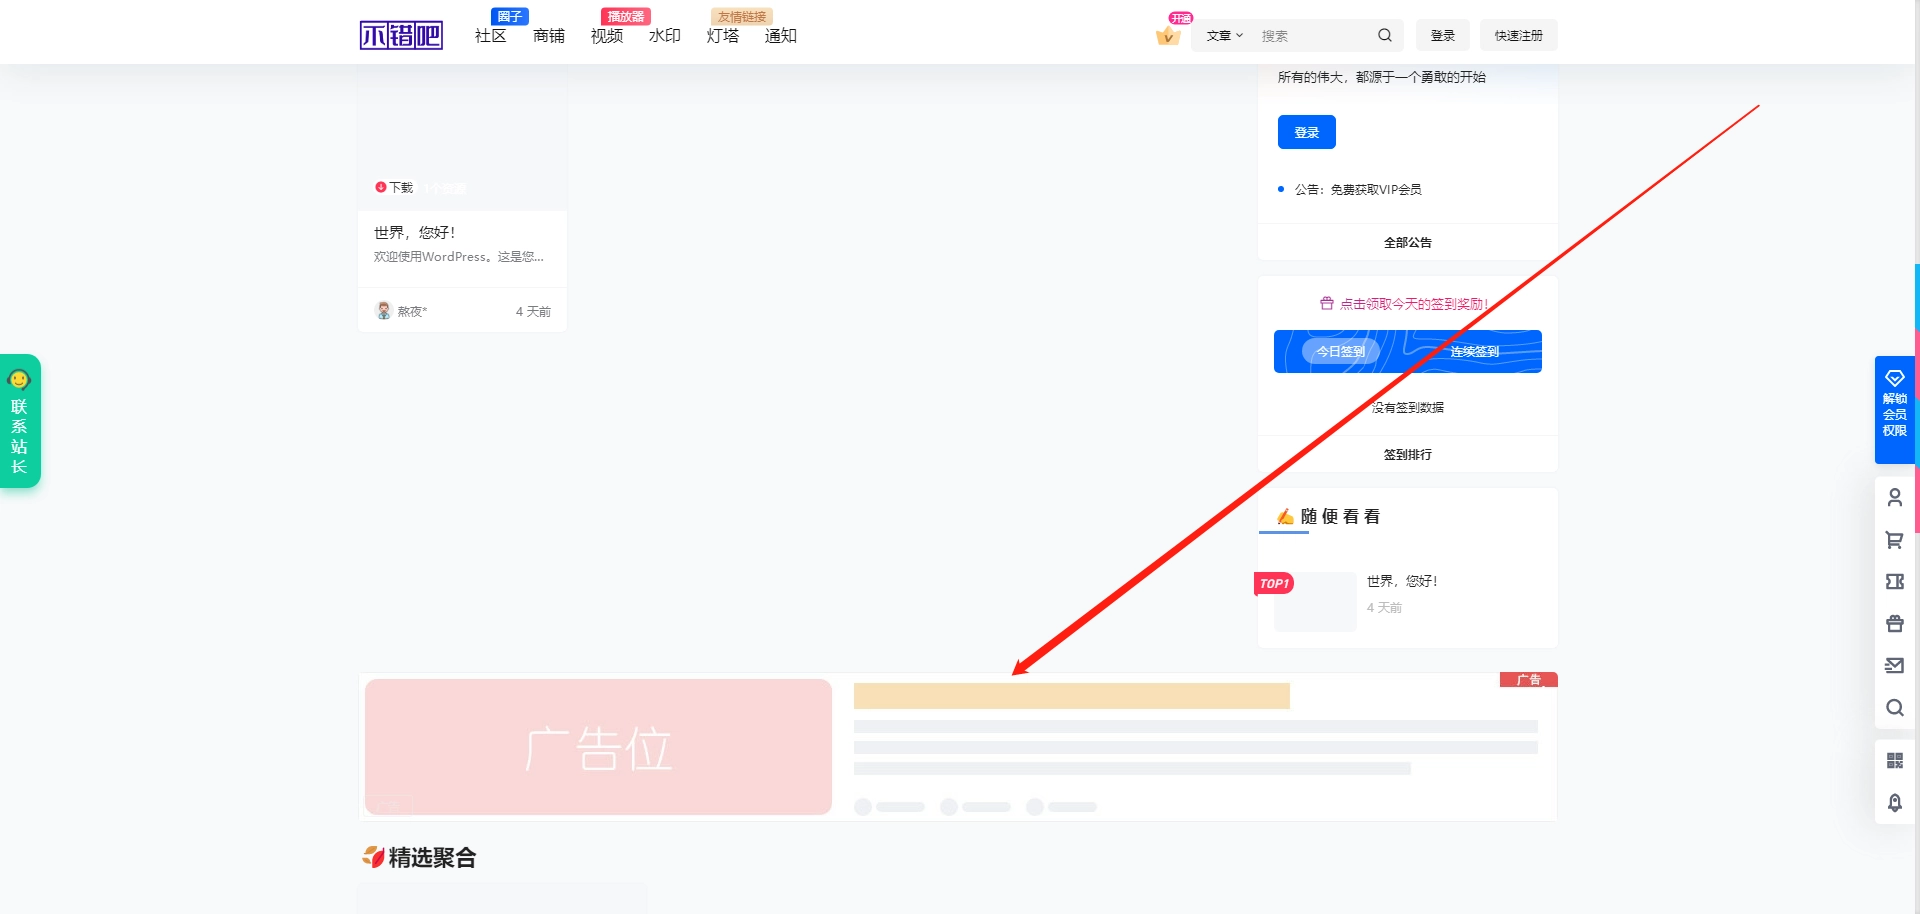 不错吧
圈子
播放器
友情链接
社区
商铺
视频
水印
灯塔
通知
开通
文章
搜索
登录
快速注册
所有的伟大，都源于一个勇敢的开始
登录
公告：免费获取VIP会员
全部公告
下载
世界，您好！
欢迎使用WordPress。这是您...
熬夜*
4 天前
点击领取今天的签到奖励！
今日签到
连续签到
没有签到数据
签到排行
联系站长
解锁
会员
权限
随便看看
TOP1
世界，您好！
4 天前
广告
广告位
精选聚合